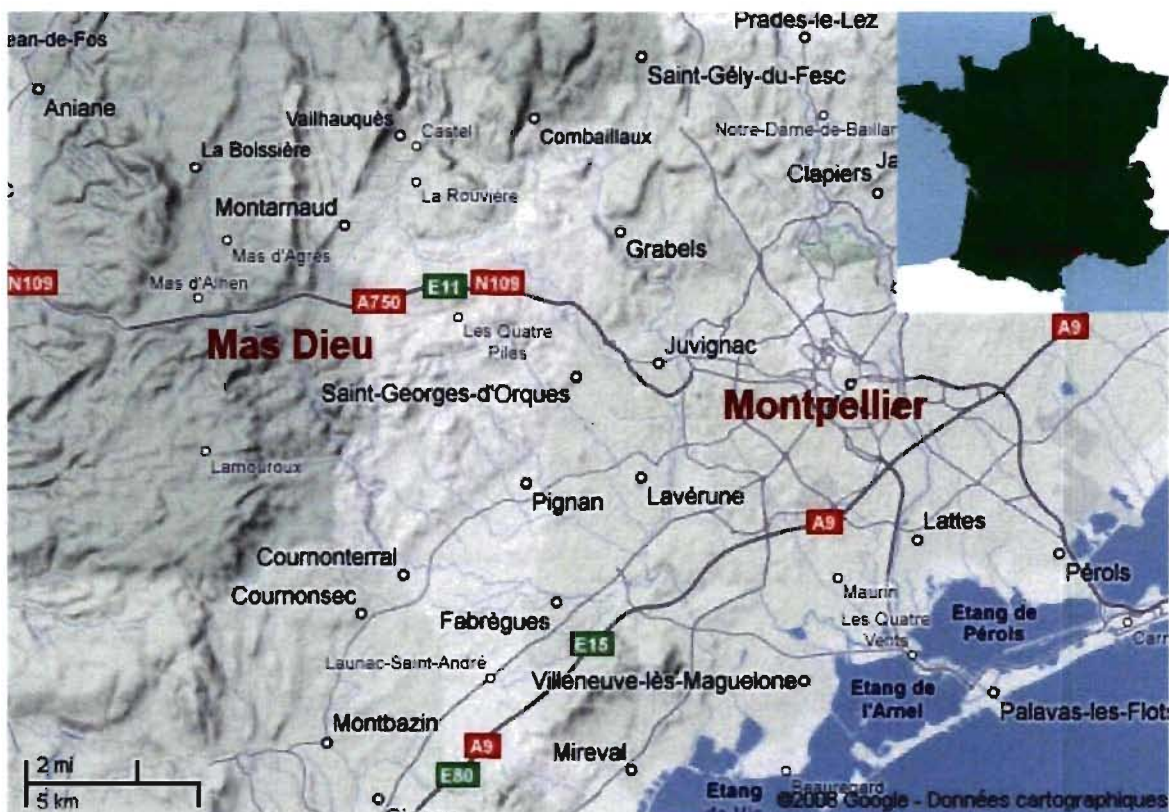 Prades-le-Lez
ean-de-Fos
Saint-Gély-du-Fesc
Aniane
Vailhauquès
Castel
Combaillaux
Notre-Dame-de-Baillar
La Boissière
Clapiers
Ja
La Rouvière
Montarnaud
Grabels
Mas d'Agrès
Mas d'Alhen
N109
E11
N109
A750
A9
Mas Dieu
Les Quatre
Pilas
Juvignac
Saint-Georges-d'Orques
Montpellier
Lamouroux
Pignan
Lavérune
A9
Lattes
Cournonterral
Pérols
Cournonsec
Maurin
Fabrègues
Les Quatre
Vents
Etang de
Pérols
Carn
E15
Launac-Saint-André
Villeneuve-lès-Maguelone
Etang de
l'Arnel
Palavas-les-Flots
Montbazin
A9
Mireval
2 mi
E80
5 km
Beauregard
Etang
©2008 Google - Données cartographiques